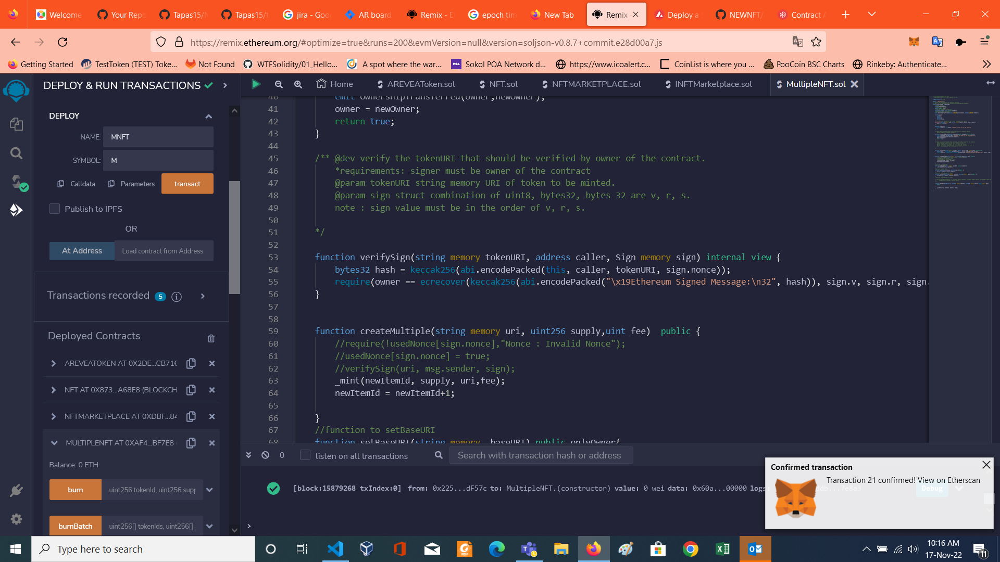 Welcome
Your Rep
Tapas15/
Tapas15/
jira - Goo
AR board
Remix - E
epoch tim
New Tab
Remix
Deploy a
NEWNFT/
Contract A
https://remix.ethereum.org/#optimize=true&runs=200&evmVersion=null&version=soljson-v0.8.7+commit.e28d00a7.js
Getting Started
TestToken (TEST) Toke...
Not Found
WTFSolidity/01_Hello...
A spot where the war...
Sokol POA Network d...
https://www.icoalert.c...
CoinList is where you ...
PooCoin BSC Charts
Rinkeby: Authenticate...
DEPLOY & RUN TRANSACTIONS
Home
AREVEAToken.sol
NFT.sol
NFTMARKETPLACE.sol
INFTMarketplace.sol
MultipleNFT.sol
DEPLOY
NAME: MNFT
SYMBOL: M
Calldata
Parameters
transact
Publish to IPFS
OR
At Address
Load contract from Address
Transactions recorded 5
Deployed Contracts
AREVEATOKEN AT 0X2DE...CB716
NFT AT 0X873...A68E8 (BLOCKCH
NFTMARKETPLACE AT 0XDBF...84
MULTIPLENFT AT 0XAF4...BF7E8
Balance: 0 ETH
burn
uint256 tokenId, uint256 supp
burnBatch
uint256[] tokenIds, uint256[]
40 emit OwnershipTransferred(owner,newOwner);
41 owner = newOwner;
42 return true;
43 }
44
45 /** @dev verify the tokenURI that should be verified by owner of the contract.
46 *requirements: signer must be owner of the contract
47 @param tokenURI string memory URI of token to be minted.
48 @param sign struct combination of uint8, bytes32, bytes 32 are v, r, s.
49 note : sign value must be in the order of v, r, s.
50
51 */
52
53 function verifySign(string memory tokenURI, address caller, Sign memory sign) internal view {
54 bytes32 hash = keccak256(abi.encodePacked(this, caller, tokenURI, sign.nonce));
55 require(owner == ecrecover(keccak256(abi.encodePacked("\x19Ethereum Signed Message:\n32", hash)), sign.v, sign.r, sign.
56 }
57
58
59 function createMultiple(string memory uri, uint256 supply,uint fee)  public {
60 //require(!usedNonce[sign.nonce],"Nonce : Invalid Nonce");
61 //usedNonce[sign.nonce] = true;
62 //verifySign(uri, msg.sender, sign);
63 _mint(newItemId, supply, uri,fee);
64 newItemId = newItemId+1;
65
66 }
67 //function to setBaseURI
68 function setBaseURI(string memory _baseURI) public onlyOwner{
0
listen on all transactions
Search with transaction hash or address
[block:15879268 txIndex:0] from: 0x225...dF57c to: MultipleNFT.(constructor) value: 0 wei data: 0x60a...00000 logs:
Debug
>
Confirmed transaction
Transaction 21 confirmed! View on Etherscan
Type here to search
10:16 AM
17-Nov-22
11